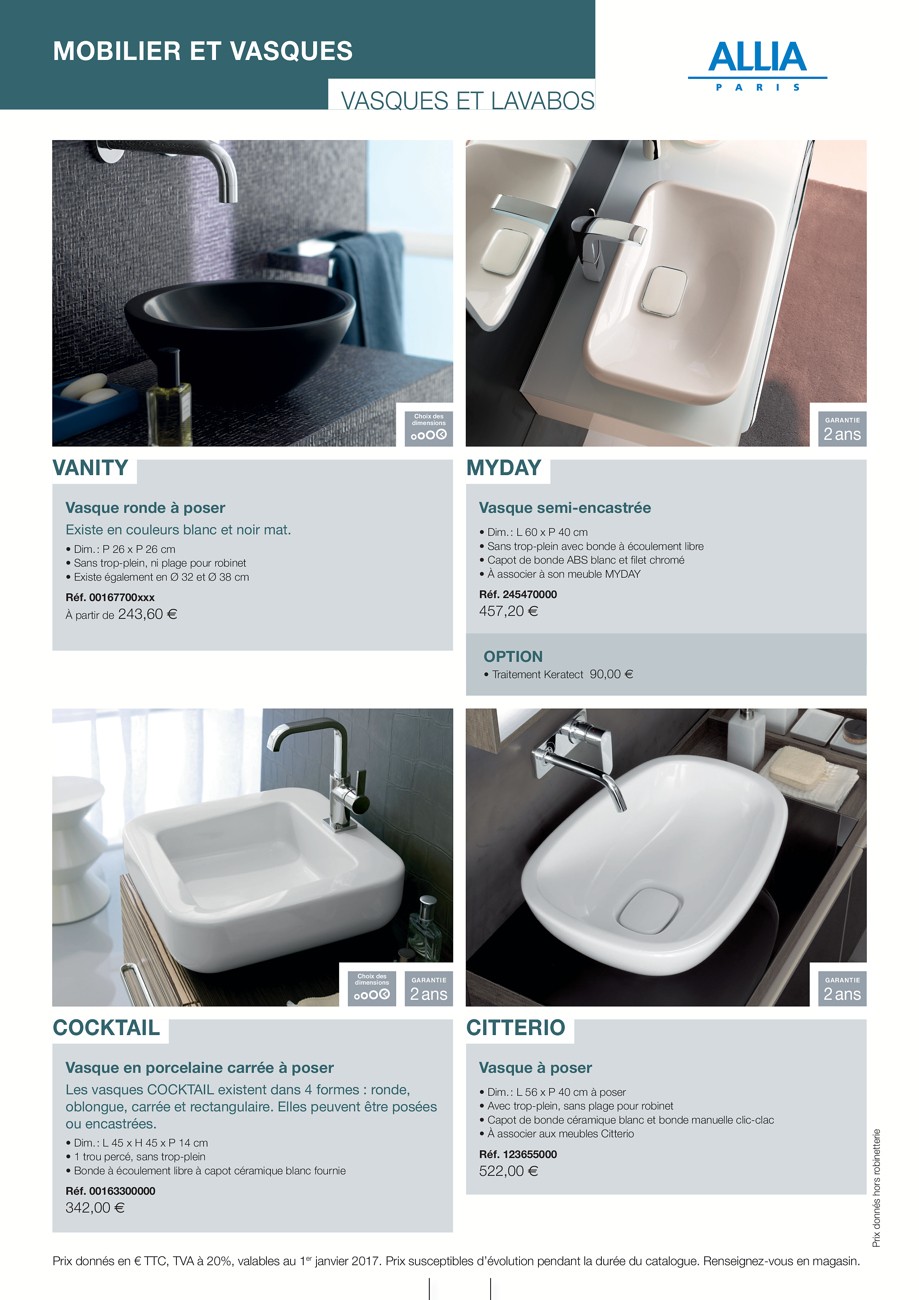 MOBILIER ET VASQUES
VASQUES ET LAVABOS
ALLIA
PARIS
Choix des
dimensions
VANITY
Vasque ronde à poser
Existe en couleurs blanc et noir mat.
• Dim. : P 26 x P 26 cm
• Sans trop-plein, ni plage pour robinet
• Existe également en Ø 32 et Ø 38 cm
Réf. 00167700xxx
À partir de 243,60 €
GARANTIE
2 ans
MYDAY
Vasque semi-encastrée
• Dim. : L 60 x P 40 cm
• Sans trop-plein avec bonde à écoulement libre
• Capot de bonde ABS blanc et filet chromé
• À associer à son meuble MYDAY
Réf. 245470000
457,20 €
OPTION
• Traitement Keratect 90,00 €
Choix des
dimensions
GARANTIE
2 ans
COCKTAIL
Vasque en porcelaine carrée à poser
Les vasques COCKTAIL existent dans 4 formes : ronde,
oblongue, carrée et rectangulaire. Elles peuvent être posées
ou encastrées.
• Dim. : L 45 x H 45 x P 14 cm
• 1 trou percé, sans trop-plein
• Bonde à écoulement libre à capot céramique blanc fournie
Réf. 00163300000
342,00 €
GARANTIE
2 ans
CITTERIO
Vasque à poser
• Dim. : L 56 x P 40 cm à poser
• Avec trop-plein, sans plage pour robinet
• Capot de bonde céramique blanc et bonde manuelle clic-clac
• À associer aux meubles Citterio
Réf. 123655000
522,00 €
Prix donnés hors robinetterie
Prix donnés en € TTC, TVA à 20%, valables au 1er janvier 2017. Prix susceptibles d'évolution pendant la durée du catalogue. Renseignez-vous en magasin.